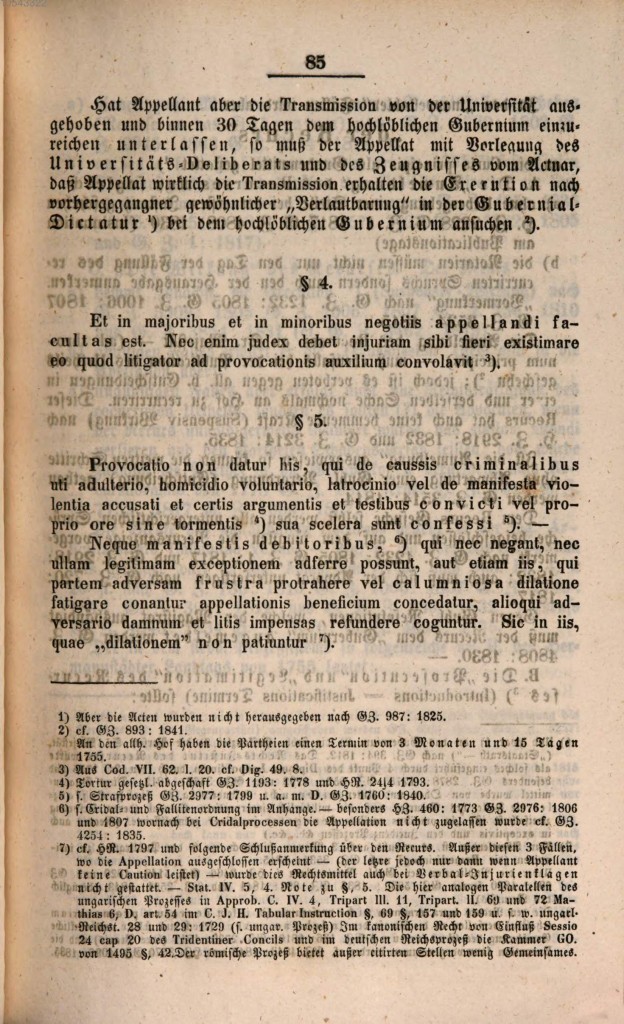 85
Hat Appellant aber die Transmission von der Universität aus-
gehoben und binnen 30 Tagen dem hochlöblichen Gubernium einzu-
reichen unterlassen, so muß der Appellat mit Vorlegung des
Universitäts-Deliberats und des Zeugnisses vom Actuar,
daß Appellat wirklich die Transmission erhalten die Exeru̇tion nach
vorhergegangner gewöhnlicher „Verlautbarung" in der Gubernial-
Dictatur ¹) bei dem hochlöblichen Gubernium ansuchen ²).
§ 4.
Et in majoribus et in minoribus negotiis appellandi fa-
cultas est. Nec enim judex debet injuriam sibi fieri existimare
eo quod litigator ad provocationis auxilium convolavit ³).
§ 5.
Provocatio non datur his, qui de caussis criminalibus
uti adulterio, homicidio voluntario, latrocinio vel de manifesta vio-
lentia accusati et certis argumentis et testibus convicti vel pro-
prio ore sine tormentis ⁴) sua scelera sunt confessi ⁵). —
Neque manifestis debitoribus, ⁶) qui nec negant, nec
ullam legitimam exceptionem adferre possunt, aut etiam iis, qui
partem adversam frustra protrahere vel calumniosa dilatione
fatigare conantur appellationis beneficium concedatur, alioqui ad-
versario damnum et litis impensas refundere coguntur. Sic in iis,
quae „dilationem" non patiuntur ⁷).
1) Aber die Acten wurden nicht herausgegeben nach GZ. 987: 1825.
2) cf. GZ. 893: 1841.
An den allh. Hof haben die Partheien einen Termin von 3 Monaten und 15 Tagen
1755.
3) Aus Cod. VII. 62. l. 20. cf. Dig. 49. 8.
4) Tortur gesetzl. abgeschafft GZ. 1193: 1778 und HR. 2414 1793.
5) s. Strafprozeß GZ. 2977: 1799 u. a. m. D. GZ. 1760: 1840.
6) s. Cridal- und Fallitenordnung im Anhange. — besonders HZ. 460: 1773 GZ. 2976: 1806
und 1807 wornach bei Cridalprocessen die Appellation nicht zugelassen wurde cf. GZ.
4254: 1835.
7) cf. HR. 1797 und folgende Schlußanmerkung über den Recurs. Außer diesen 3 Fällen,
wo die Appellation ausgeschlossen erscheint — (der letzre jedoch nur dann wenn Appellant
keine Caution leistet) — wurde dies Rechtsmittel auch bei Verbal-Injurienklagen
nicht gestattet. — Stat. IV. 5, 4. Note zu §, 5. Die hier analogen Paralellen des
ungarischen Prozesses in Approb. C. IV. 4, Tripart III. 11, Tripart. II. 69 und 72 Ma-
thias 6, D. art. 54 im C. J. H. Tabular Instruction §, 69 §, 157 und 159 u. s. w. ungarl.
Reichst. 28 und 29: 1729 (s. ungar. Prozeß) Im kanonischen Recht von Einfluß Sessio
24 cap 20 des Tridentiner Concils und im deutschen Reichsprozeß die Kammer GO.
von 1495 §, 42. Der römische Prozeß bietet außer citirten Stellen wenig Gemeinsames.